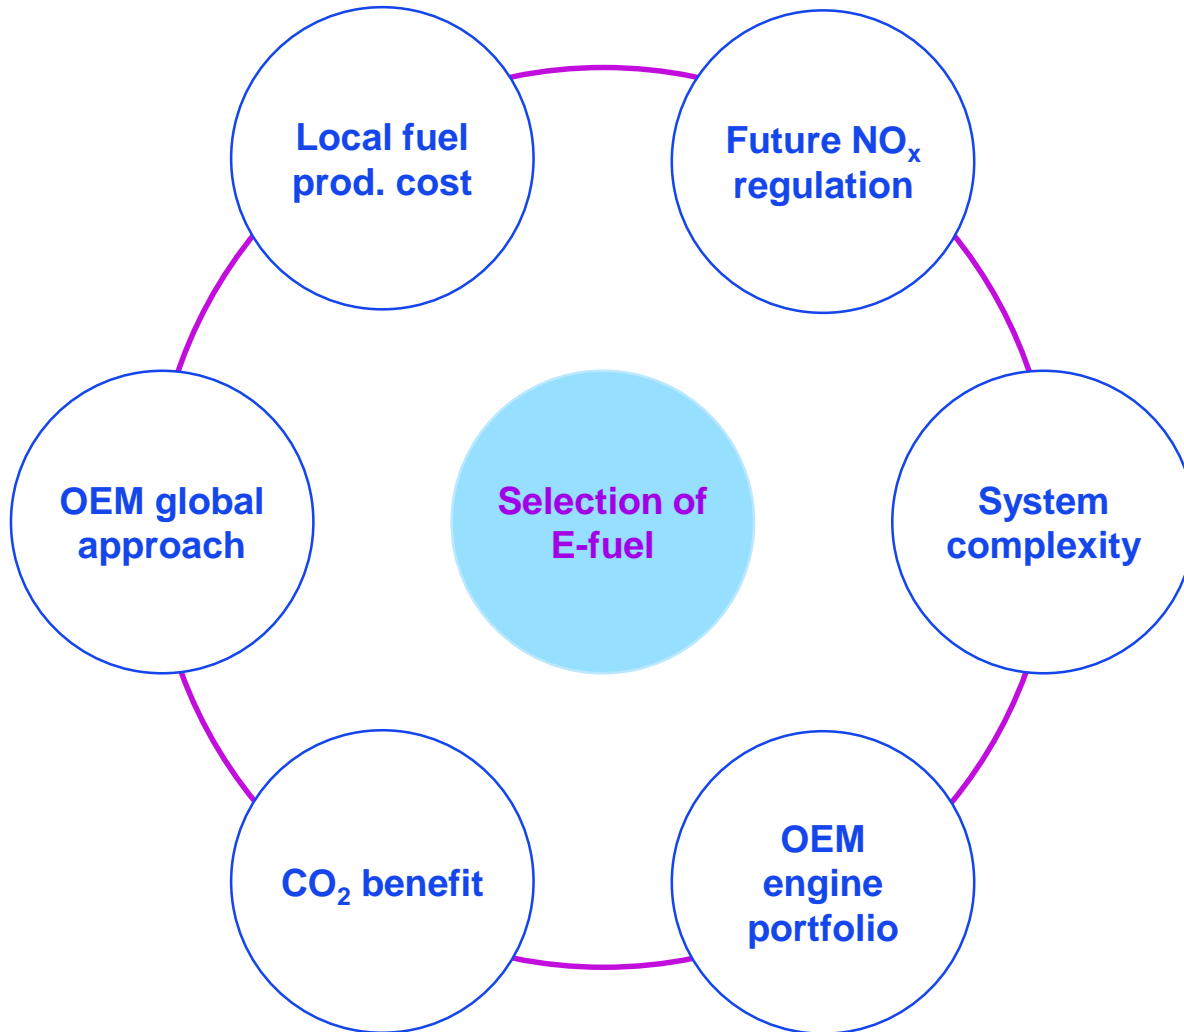 Local fuel
prod. cost
Future NOₓ
regulation
OEM global
approach
Selection of
E-fuel
System
complexity
CO₂ benefit
OEM
engine
portfolio